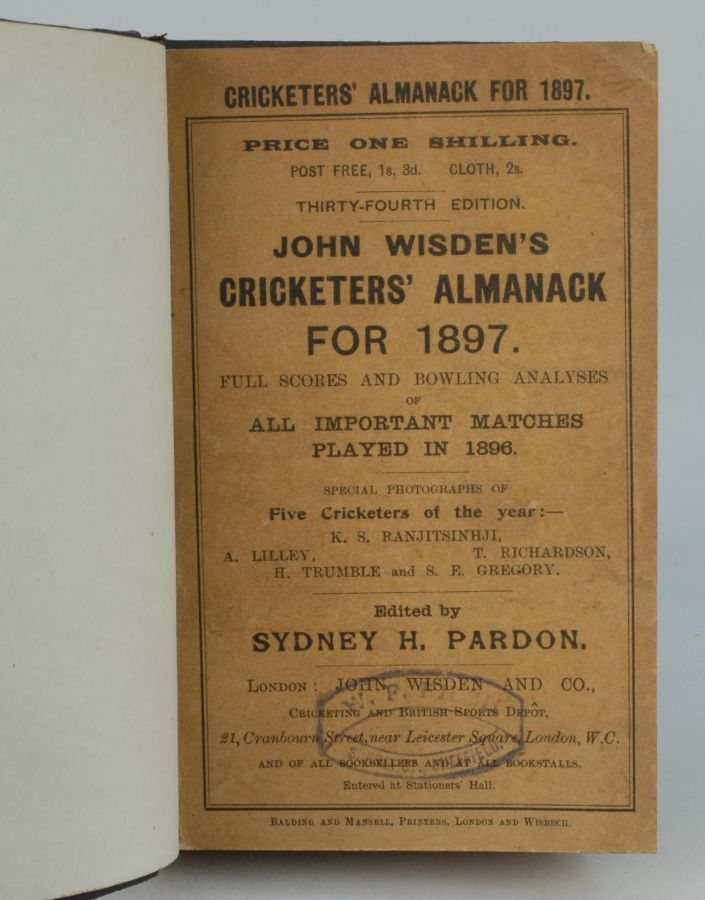 CRICKETERS' ALMANACK FOR 1897.
PRICE ONE SHILLING.
POST FREE, 1s. 3d. CLOTH, 2s.
THIRTY-FOURTH EDITION.
JOHN WISDEN'S
CRICKETERS' ALMANACK
FOR 1897.
FULL SCORES AND BOWLING ANALYSES
OF
ALL IMPORTANT MATCHES
PLAYED IN 1896.
SPECIAL PHOTOGRAPHS OF
Five Cricketers of the year:—
K. S. RANJITSINHJI,
A. LILLEY, T. RICHARDSON,
H. TRUMBLE and S. E. GREGORY.
Edited by
SYDNEY H. PARDON.
LONDON: JOHN WISDEN AND CO.,
CRICKETING AND BRITISH SPORTS DEPÔT,
21, Cranbourn Street, near Leicester Square, London, W.C.
AND OF ALL BOOKSELLERS AND AT ALL BOOKSTALLS.
Entered at Stationers' Hall.
BALDING AND MANSELL, PRINTERS, LONDON AND WISBECH.
W. F.